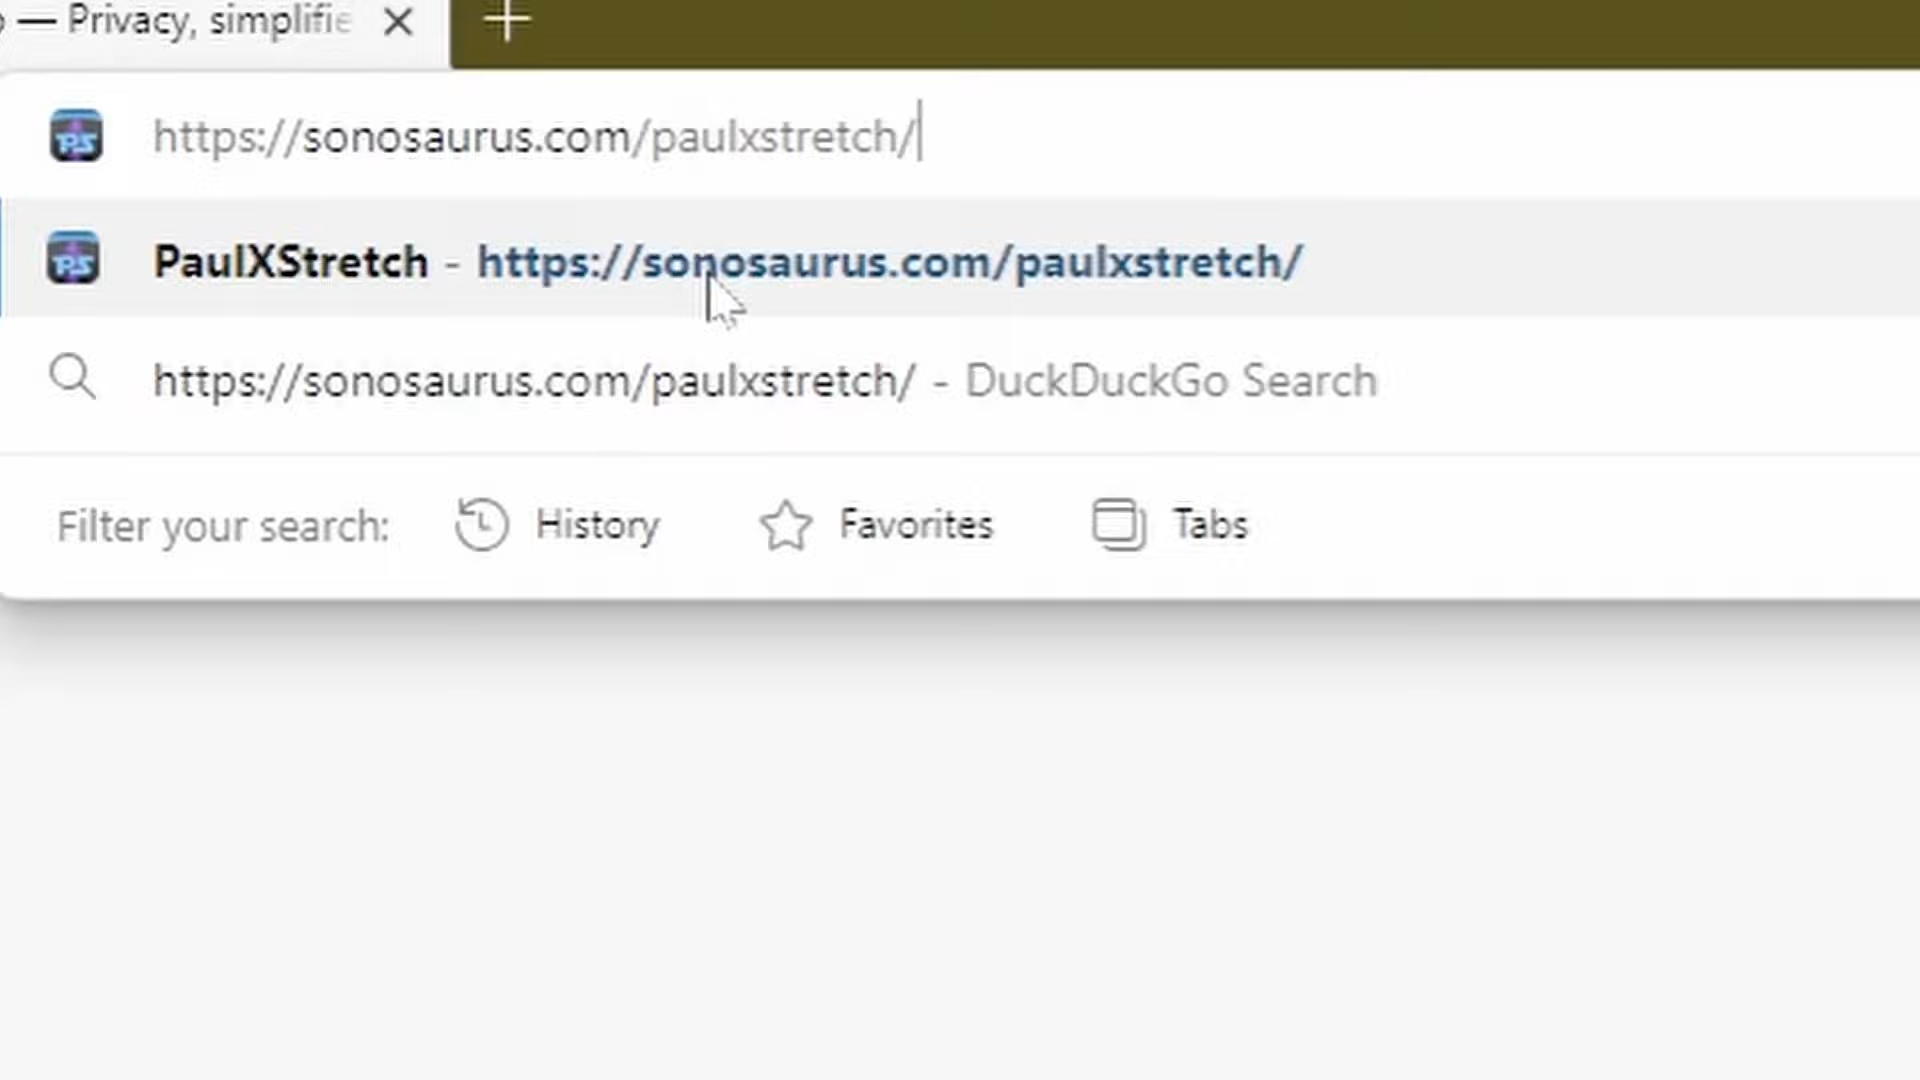 — Privacy, simplifie
https://sonosaurus.com/paulxstretch/
PaulXStretch - https://sonosaurus.com/paulxstretch/
https://sonosaurus.com/paulxstretch/ - DuckDuckGo Search
Filter your search: History Favorites Tabs